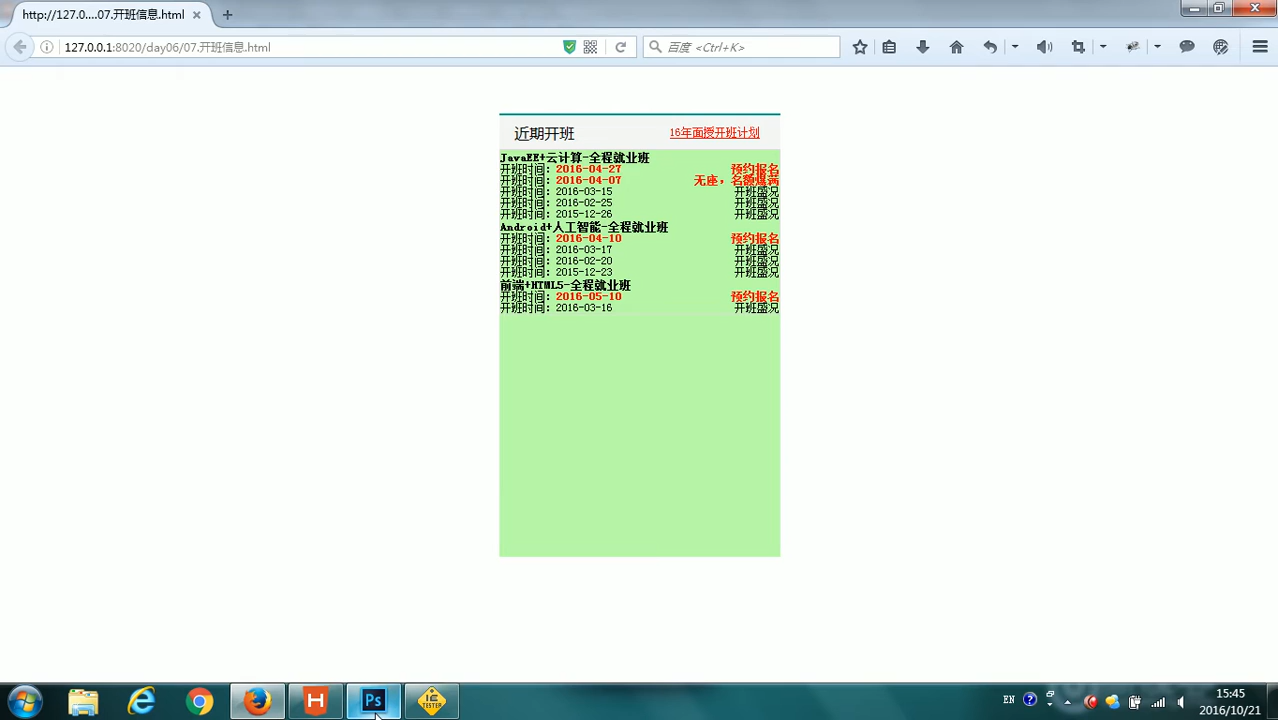 http://127.0....07.开班信息.html
127.0.0.1:8020/day06/07.开班信息.html
百度 <Ctrl+K>
近期开班 16年面授开班计划
JavaEE+云计算-全程就业班
开班时间：2016-04-27 预约报名
开班时间：2016-04-07 无座，名额爆满
开班时间：2016-03-15 开班盛况
开班时间：2016-02-25 开班盛况
开班时间：2015-12-26 开班盛况
Android+人工智能-全程就业班
开班时间：2016-04-10 预约报名
开班时间：2016-03-17 开班盛况
开班时间：2016-02-20 开班盛况
开班时间：2015-12-23 开班盛况
前端+HTML5-全程就业班
开班时间：2016-05-10 预约报名
开班时间：2016-03-16 开班盛况
H Ps IE TESTER
EN 15:45
2016/10/21